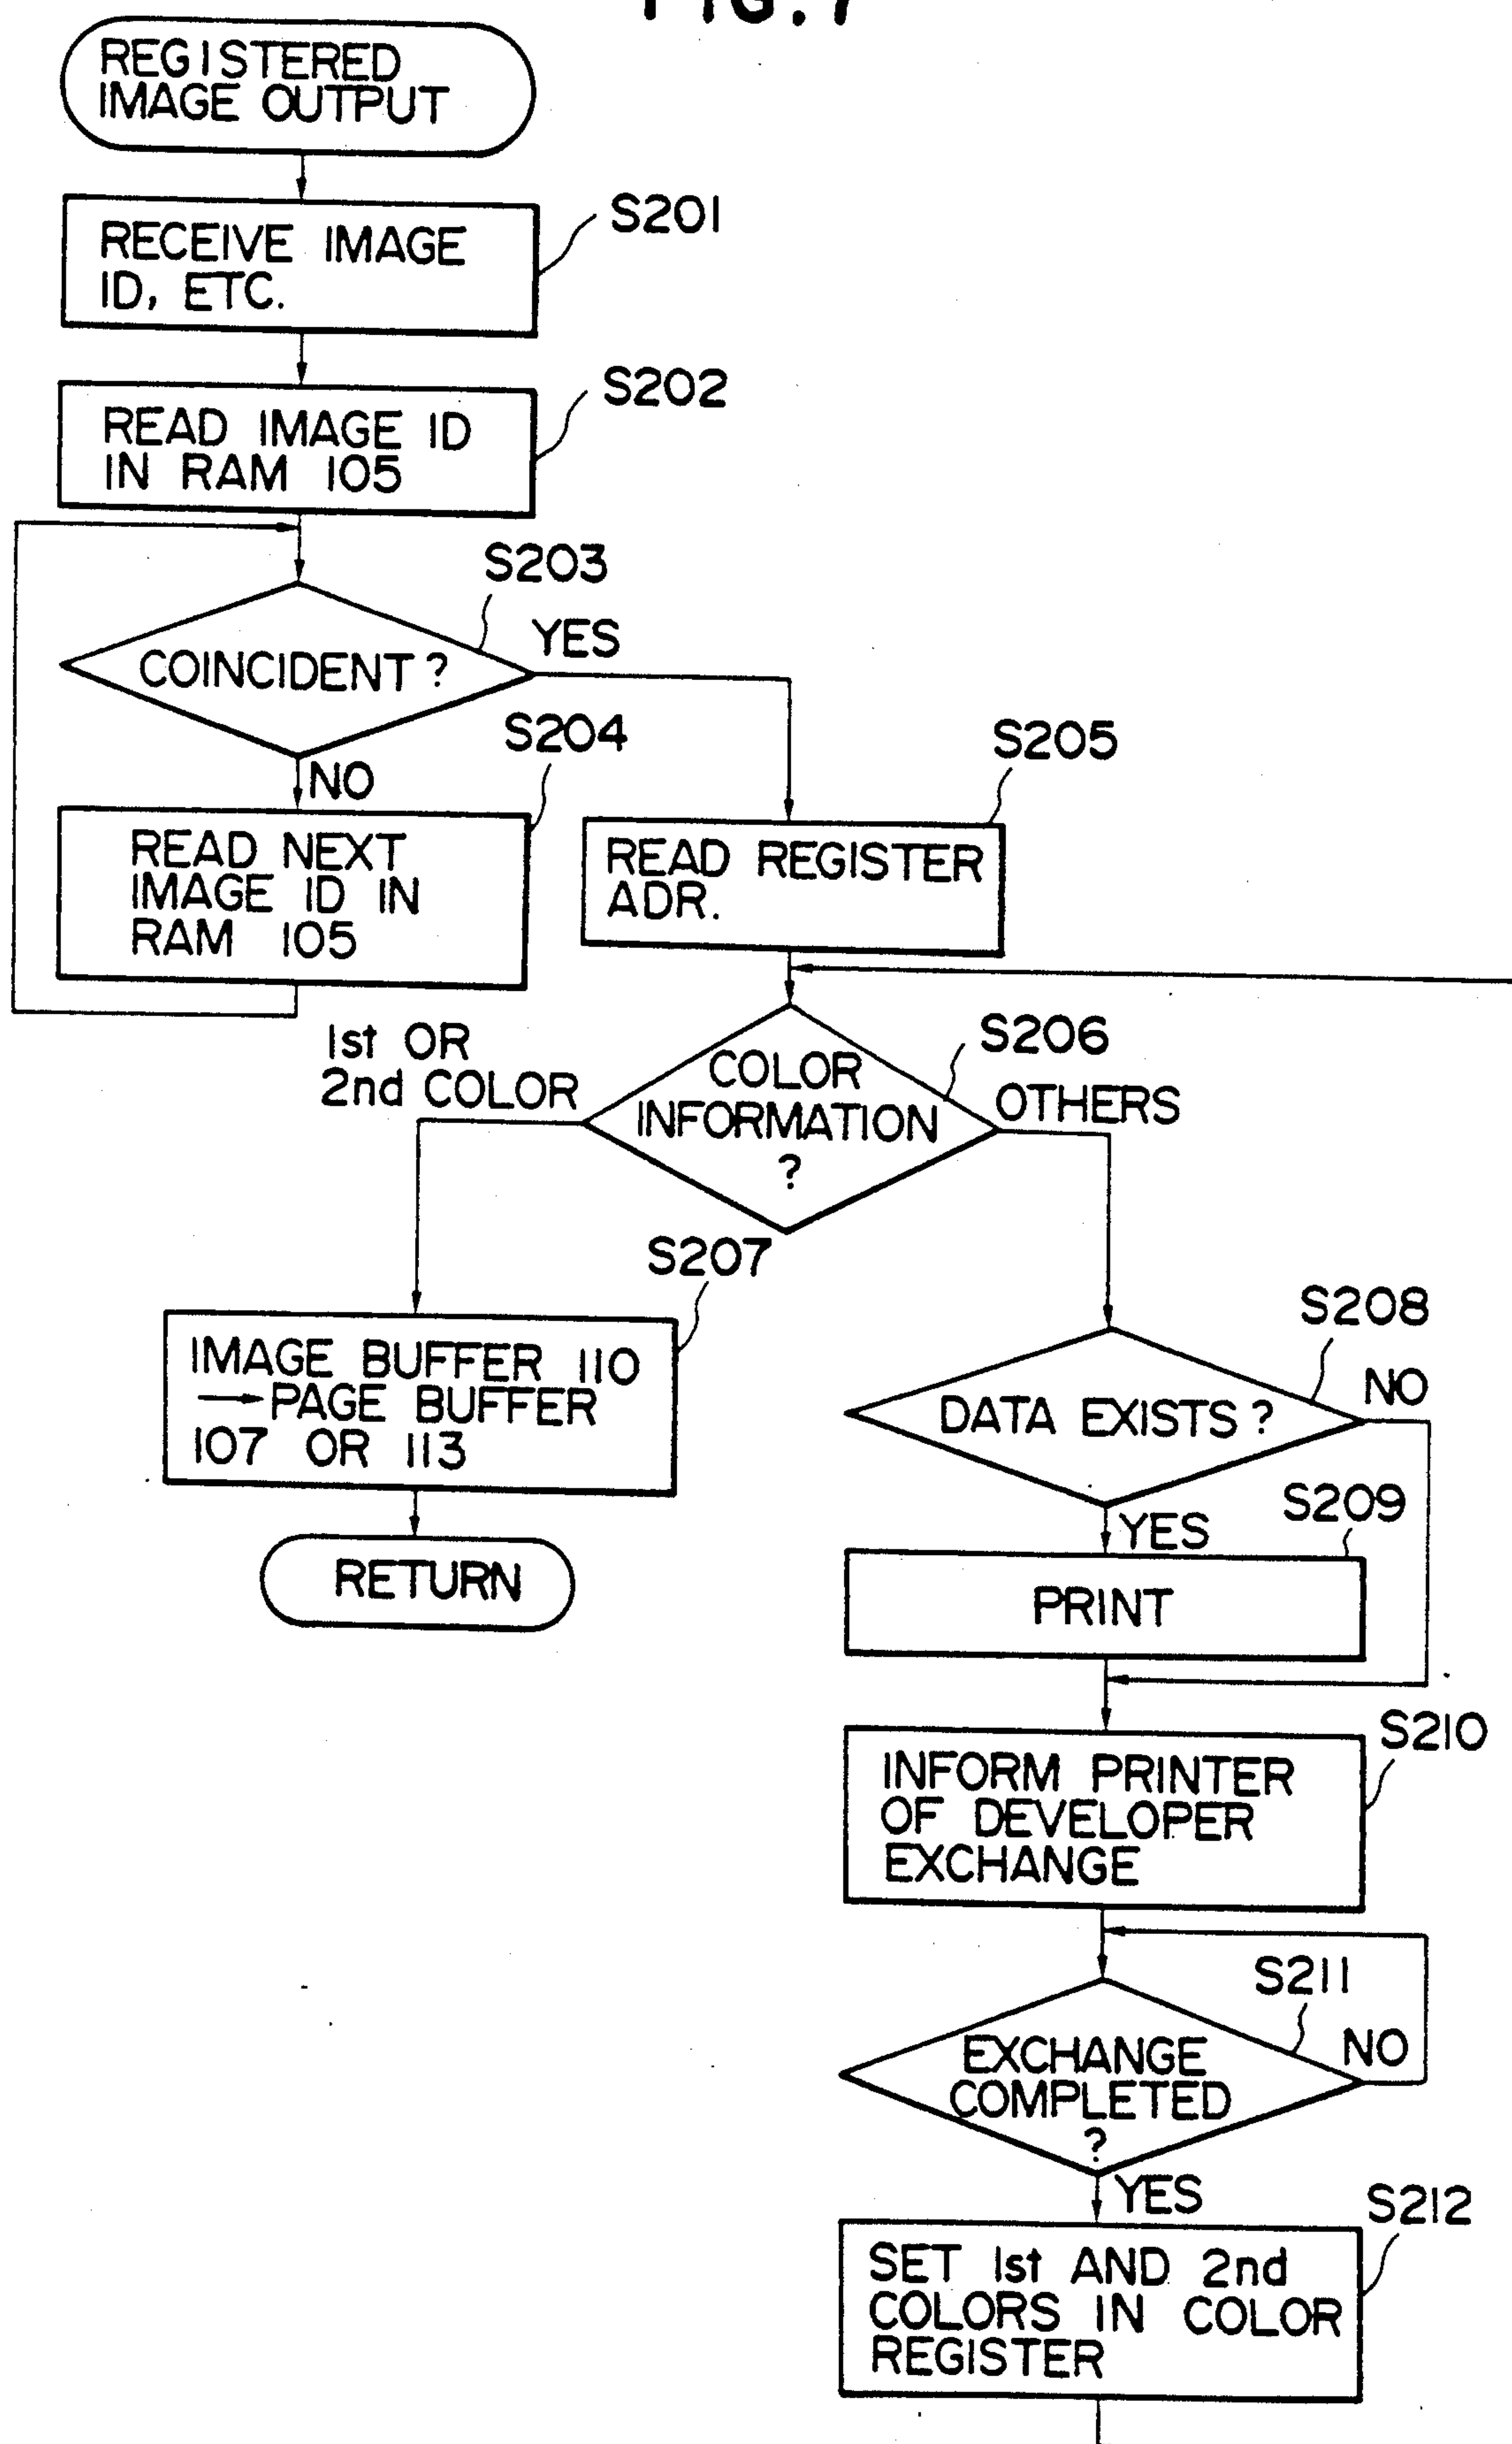 FIG. 7
REGISTERED
IMAGE OUTPUT
S201
RECEIVE IMAGE
ID, ETC.
S202
READ IMAGE ID
IN RAM 105
S203
COINCIDENT ?
YES
NO
S204
READ NEXT
IMAGE ID IN
RAM 105
S205
READ REGISTER
ADR.
S206
COLOR
INFORMATION
?
1st OR
2nd COLOR
OTHERS
S207
IMAGE BUFFER 110
→ PAGE BUFFER
107 OR 113
RETURN
S208
DATA EXISTS ?
NO
YES
S209
PRINT
S210
INFORM PRINTER
OF DEVELOPER
EXCHANGE
S211
EXCHANGE
COMPLETED
?
NO
YES
S212
SET 1st AND 2nd
COLORS IN COLOR
REGISTER